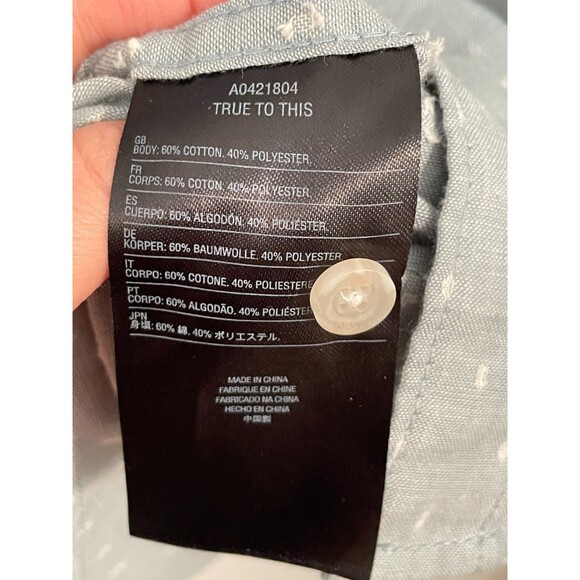 A0421804
TRUE TO THIS
GB
BODY: 60% COTTON. 40% POLYESTER.
FR
CORPS: 60% COTON. 40% POLYESTER.
ES
CUERPO: 60% ALGODÓN. 40% POLIÉSTER.
DE
KÖRPER: 60% BAUMWOLLE. 40% POLYESTER
IT
CORPO: 60% COTONE. 40% POLIESTERE
PT
CORPO: 60% ALGODÃO. 40% POLIÉSTER
JPN
身頃: 60% 綿. 40% ポリエステル.
MADE IN CHINA
FABRIQUE EN CHINE
FABRICADO NA CHINA
HECHO EN CHINA
中国製